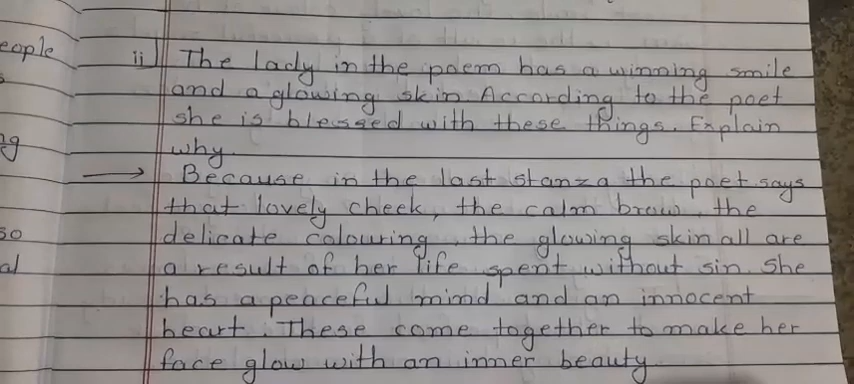 eople
ii) The lady in the poem has a winning smile
and a glowing skin According to the poet
she is blessed with these things. Explain
ng
why.
→ Because in the last stanza the poet says
that lovely cheek, the calm brow, the
so
delicate colouring, the glowing skin all are
al
a result of her life spent without sin. She
has a peaceful mind and an innocent
heart. These come together to make her
face glow with an inner beauty